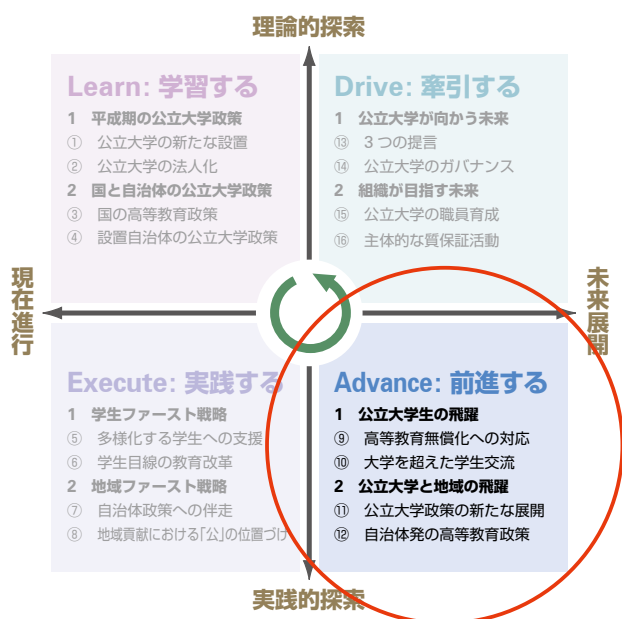 理論的探索
Learn: 学習する
1 平成期の公立大学政策
① 公立大学の新たな設置
② 公立大学の法人化
2 国と自治体の公立大学政策
③ 国の高等教育政策
④ 設置自治体の公立大学政策
Drive: 牽引する
1 公立大学が向かう未来
⑬ 3つの提言
⑭ 公立大学のガバナンス
2 組織が目指す未来
⑮ 公立大学の職員育成
⑯ 主体的な質保証活動
現在進行
未来展開
Execute: 実践する
1 学生ファースト戦略
⑤ 多様化する学生への支援
⑥ 学生目線の教育改革
2 地域ファースト戦略
⑦ 自治体政策への伴走
⑧ 地域貢献における「公」の位置づけ
Advance: 前進する
1 公立大学生の飛躍
⑨ 高等教育無償化への対応
⑩ 大学を超えた学生交流
2 公立大学と地域の飛躍
⑪ 公立大学政策の新たな展開
⑫ 自治体発の高等教育政策
実践的探索